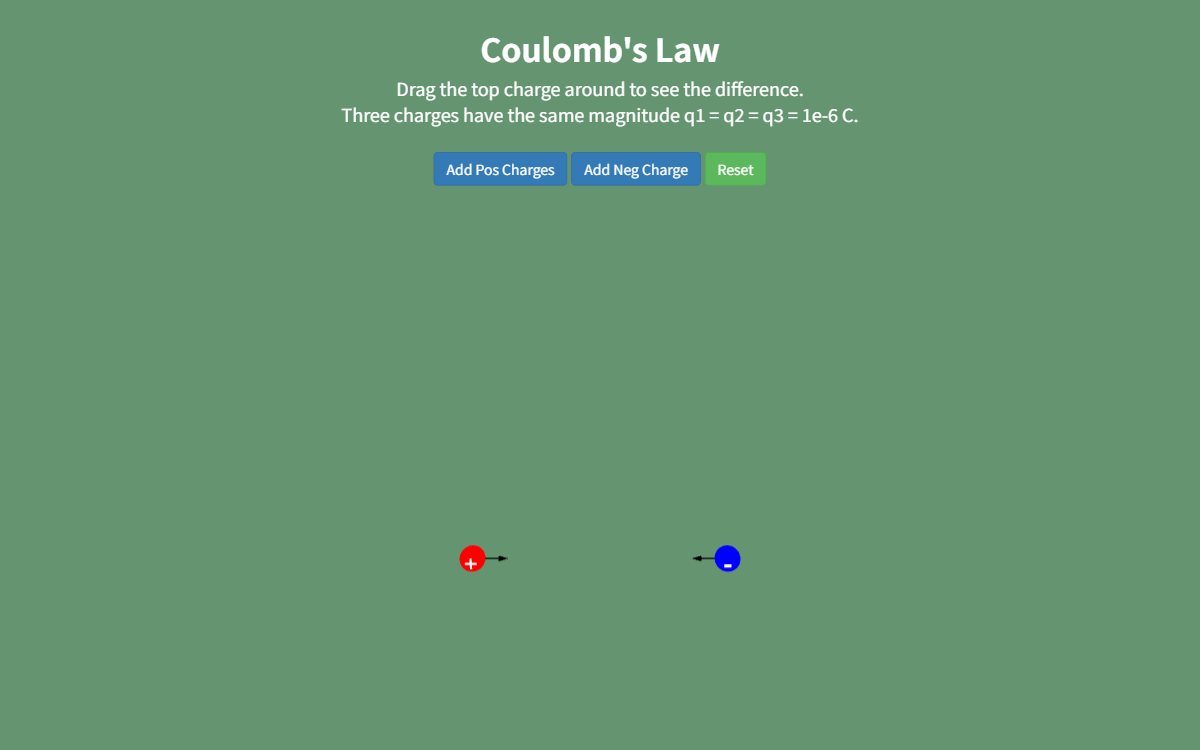 Coulomb's Law
Drag the top charge around to see the difference.
Three charges have the same magnitude q1 = q2 = q3 = 1e-6 C.
Add Pos Charges Add Neg Charge Reset
+ -